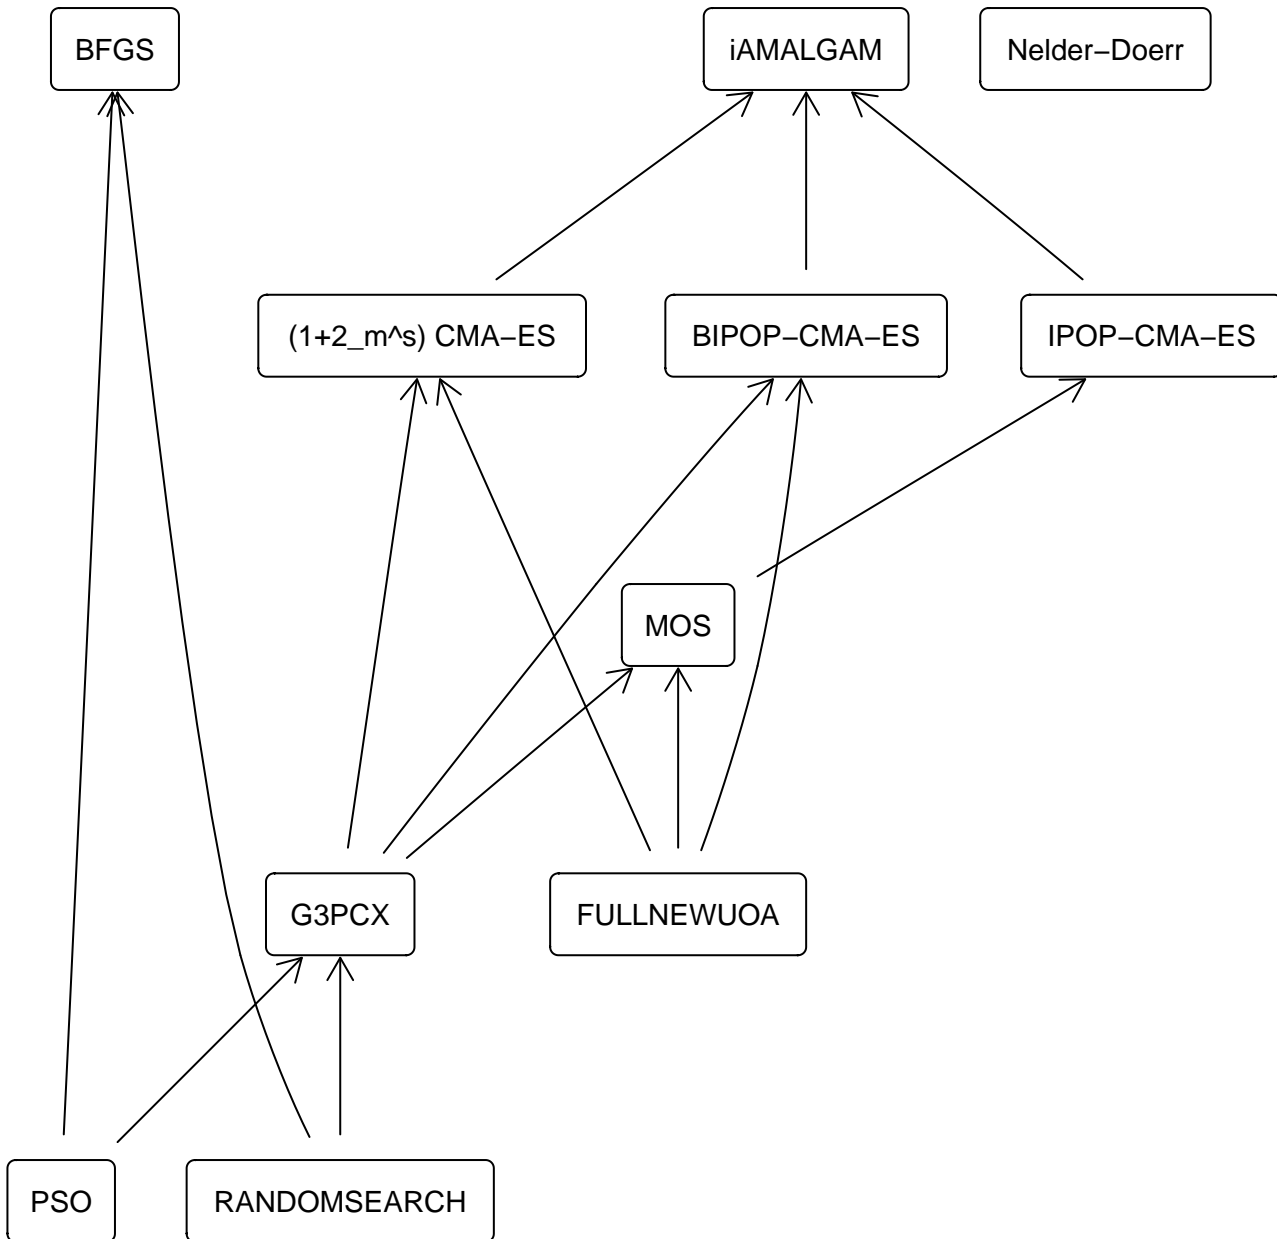 BFGS
iAMALGAM
Nelder−Doerr
(1+2_m^s) CMA−ES
BIPOP−CMA−ES
IPOP−CMA−ES
MOS
G3PCX
FULLNEWUOA
PSO
RANDOMSEARCH